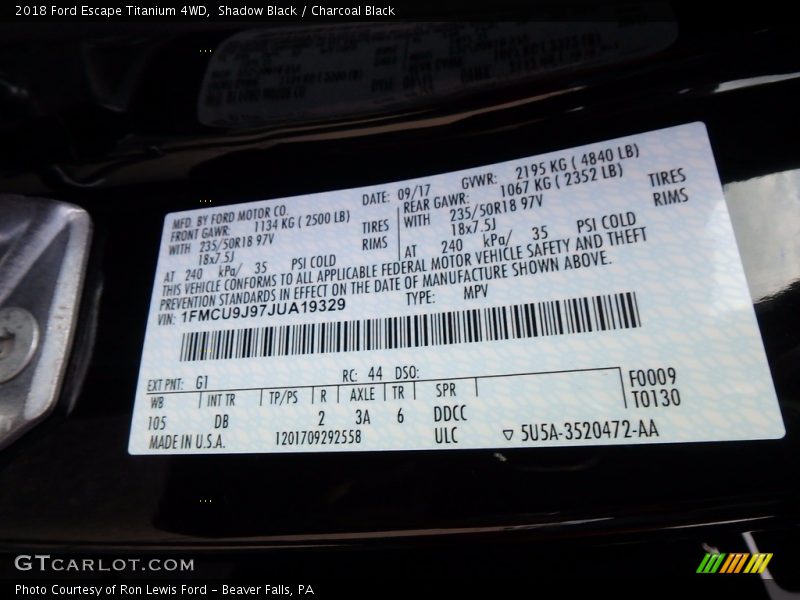 2018 Ford Escape Titanium 4WD, Shadow Black / Charcoal Black
MFD. BY FORD MOTOR CO. DATE: 09/17 GVWR: 2195 KG ( 4840 LB)
FRONT GAWR: 1134 KG ( 2500 LB) REAR GAWR: 1067 KG ( 2352 LB)
WITH 235/50R18 97V TIRES WITH 235/50R18 97V TIRES
18x7.5J RIMS 18x7.5J RIMS
AT 240 kPa/ 35 PSI COLD AT 240 kPa/ 35 PSI COLD
THIS VEHICLE CONFORMS TO ALL APPLICABLE FEDERAL MOTOR VEHICLE SAFETY AND THEFT
PREVENTION STANDARDS IN EFFECT ON THE DATE OF MANUFACTURE SHOWN ABOVE.
VIN: 1FMCU9J97JUA19329 TYPE: MPV
EXT PNT: G1 RC: 44 DSO: F0009
WB INT TR TP/PS R AXLE TR SPR T0130
105 DB 2 3A 6 DDCC
MADE IN U.S.A. 1201709292558 ULC ▽ 5U5A-3520472-AA
GTCARLOT.COM
Photo Courtesy of Ron Lewis Ford – Beaver Falls, PA